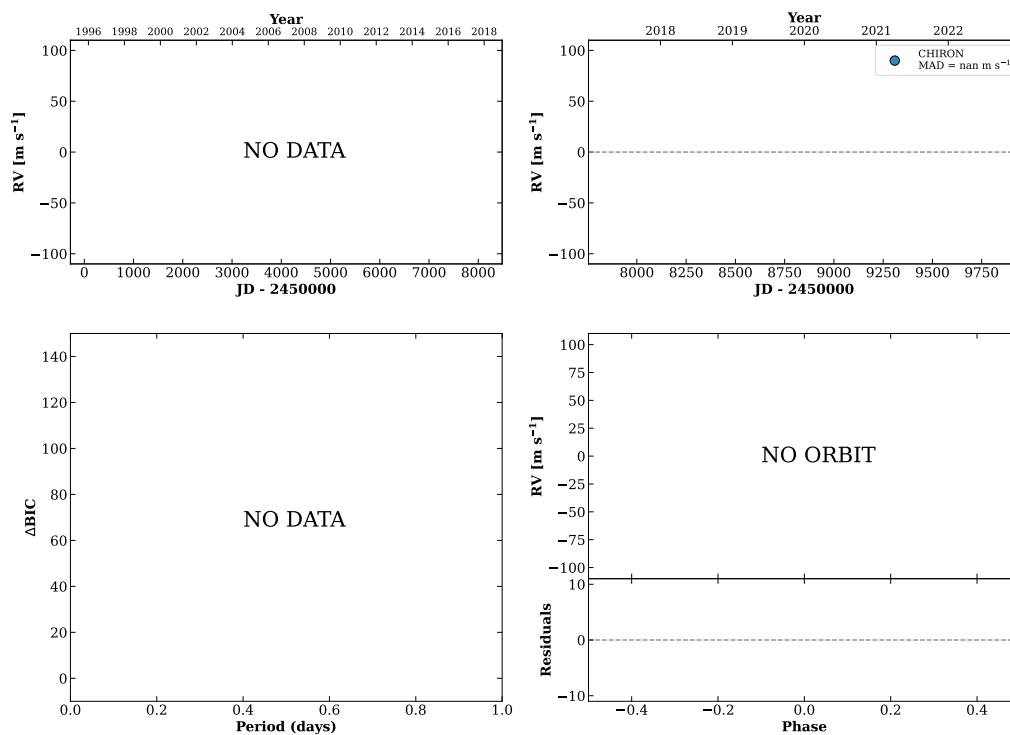 Year
1996 1998 2000 2002 2004 2006 2008 2010 2012 2014 2016 2018
RV [m s⁻¹]
100
50
0
−50
−100
NO DATA
0 1000 2000 3000 4000 5000 6000 7000 8000
JD - 2450000
Year
2018 2019 2020 2021 2022
CHIRON
MAD = nan m s⁻¹
RV [m s⁻¹]
100
50
0
−50
−100
8000 8250 8500 8750 9000 9250 9500 9750
JD - 2450000
ΔBIC
140
120
100
80
60
40
20
0
NO DATA
0.0 0.2 0.4 0.6 0.8 1.0
Period (days)
RV [m s⁻¹]
100
75
50
25
0
−25
−50
−75
−100
NO ORBIT
Residuals
10
0
−10
−0.4 −0.2 0.0 0.2 0.4
Phase